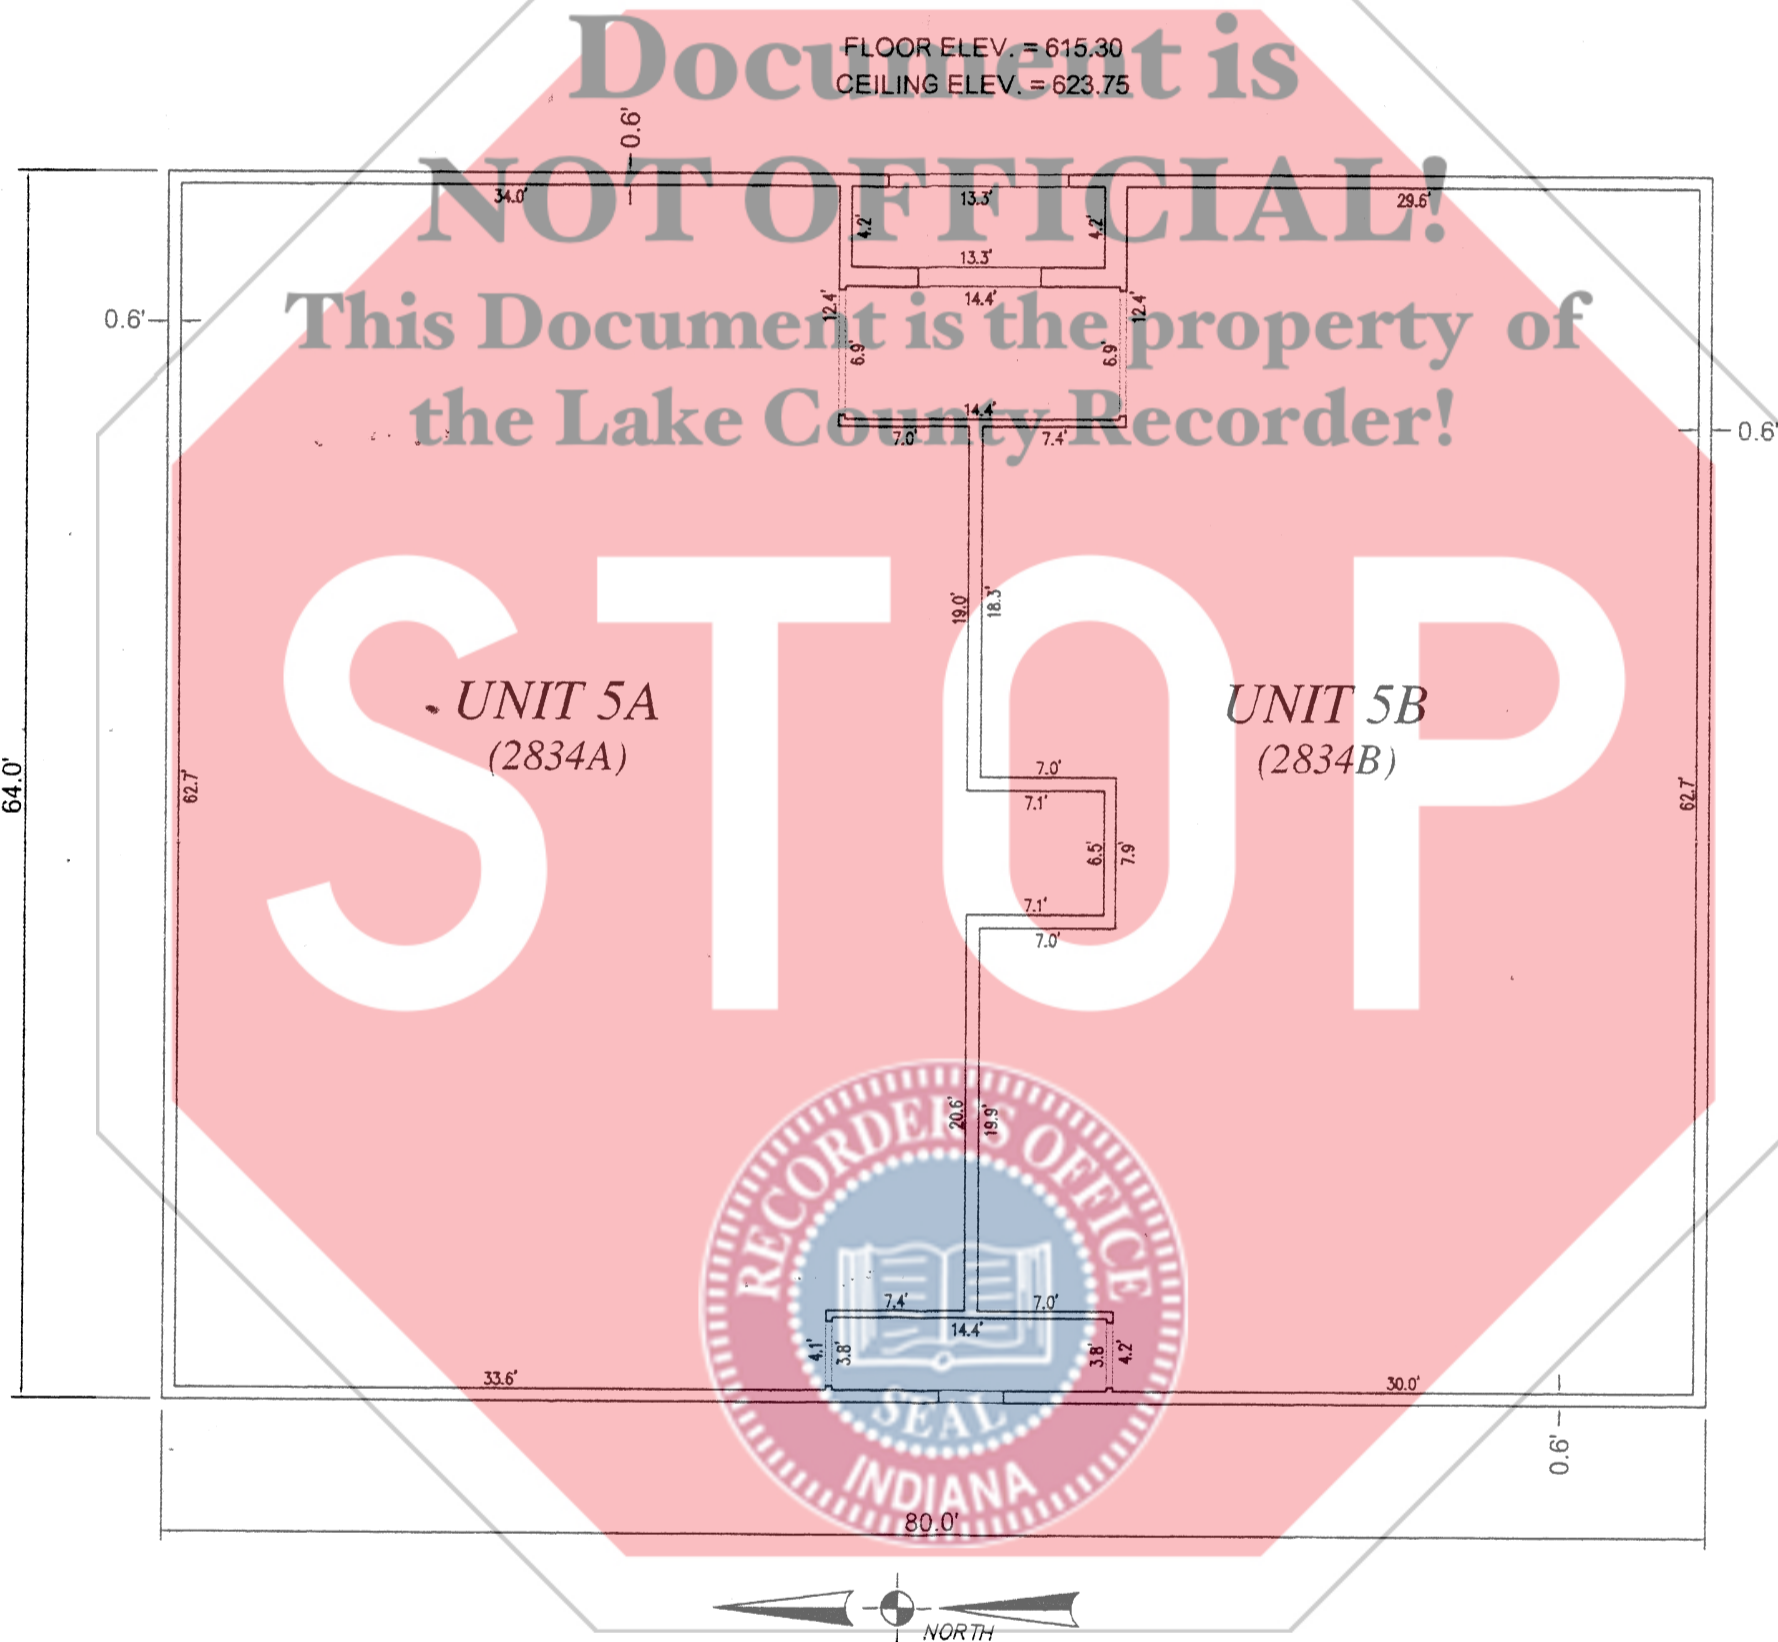 Document is
FLOOR ELEV. = 615.30
CEILING ELEV. = 623.75
0.6'
NOT OFFICIAL!
34.0'
13.3'
29.6'
4.2'
4.2'
13.3'
14.4'
12.4'
12.4'
This Document is the property of
0.6'
6.9'
6.9'
the Lake County Recorder!
14.4'
7.0'
7.4'
0.6'
STOP
19.0'
18.3'
UNIT 5A
(2834A)
UNIT 5B
(2834B)
64.0'
62.7'
62.7'
7.0'
7.1'
6.5'
7.9'
7.1'
7.0'
20.6'
19.9'
RECORDER'S OFFICE
7.4'
7.0'
14.4'
4.1'
3.8'
3.8'
4.2'
33.6'
30.0'
SEAL
INDIANA
0.6'
80.0'
NORTH